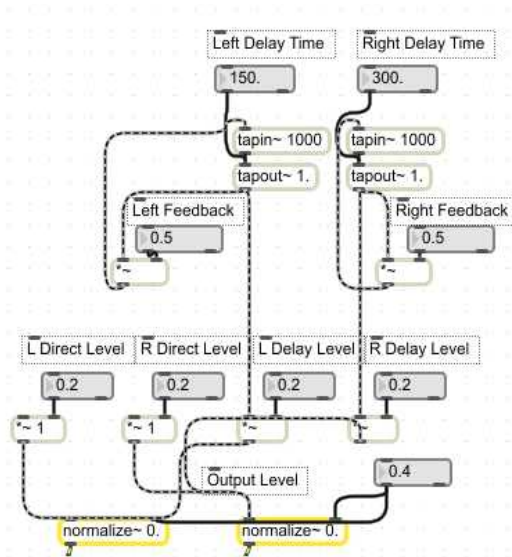 Left Delay Time
Right Delay Time
150.
300.
tapin~ 1000
tapin~ 1000
tapout~ 1.
tapout~ 1.
Left Feedback
Right Feedback
0.5
0.5
*~
*~
L Direct Level
R Direct Level
L Delay Level
R Delay Level
0.2
0.2
0.2
0.2
*~ 1
*~ 1
*~
*~
Output Level
0.4
normalize~ 0.
normalize~ 0.